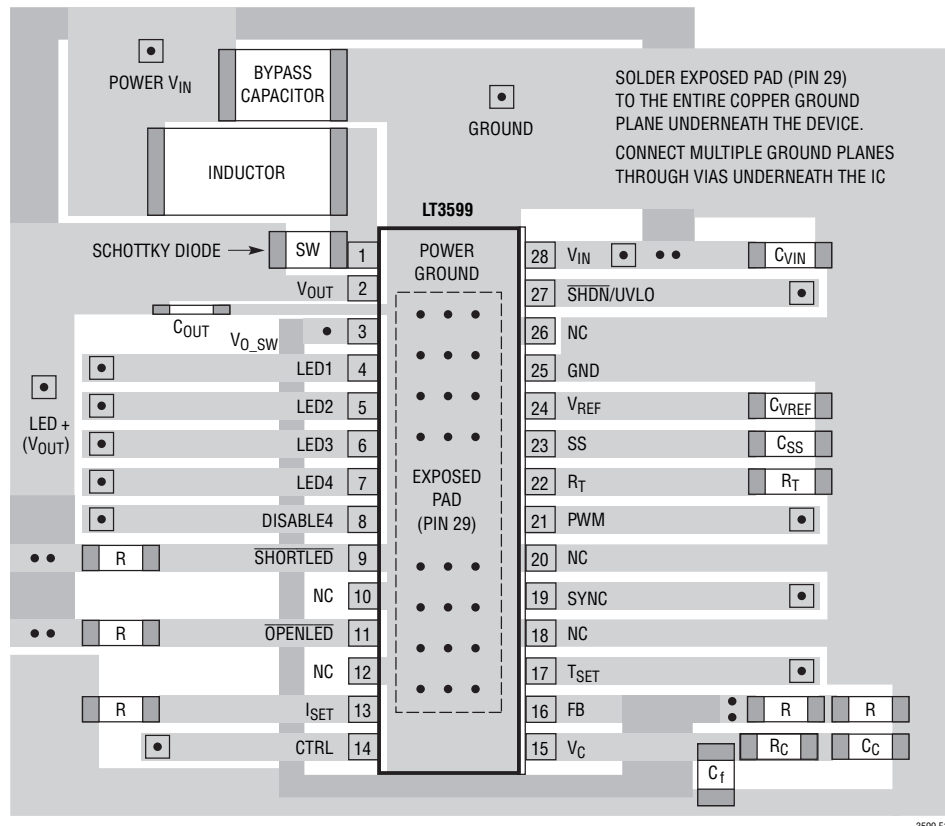 POWER VIN
BYPASS
CAPACITOR
GROUND
SOLDER EXPOSED PAD (PIN 29)
TO THE ENTIRE COPPER GROUND
PLANE UNDERNEATH THE DEVICE.
CONNECT MULTIPLE GROUND PLANES
THROUGH VIAS UNDERNEATH THE IC
INDUCTOR
LT3599
SCHOTTKY DIODE
SW
1
POWER
GROUND
28 VIN
CVIN
VOUT 2
27 SHDN/UVLO
COUT
VO_SW
3
26 NC
LED1 4
25 GND
LED +
(VOUT)
LED2 5
24 VREF
CVREF
LED3 6
23 SS
CSS
LED4 7
EXPOSED
PAD
(PIN 29)
22 RT
RT
DISABLE4 8
21 PWM
R
SHORTLED 9
20 NC
NC 10
19 SYNC
R
OPENLED 11
18 NC
NC 12
17 TSET
R
ISET 13
16 FB
R
R
CTRL 14
15 VC
RC
CC
Cf